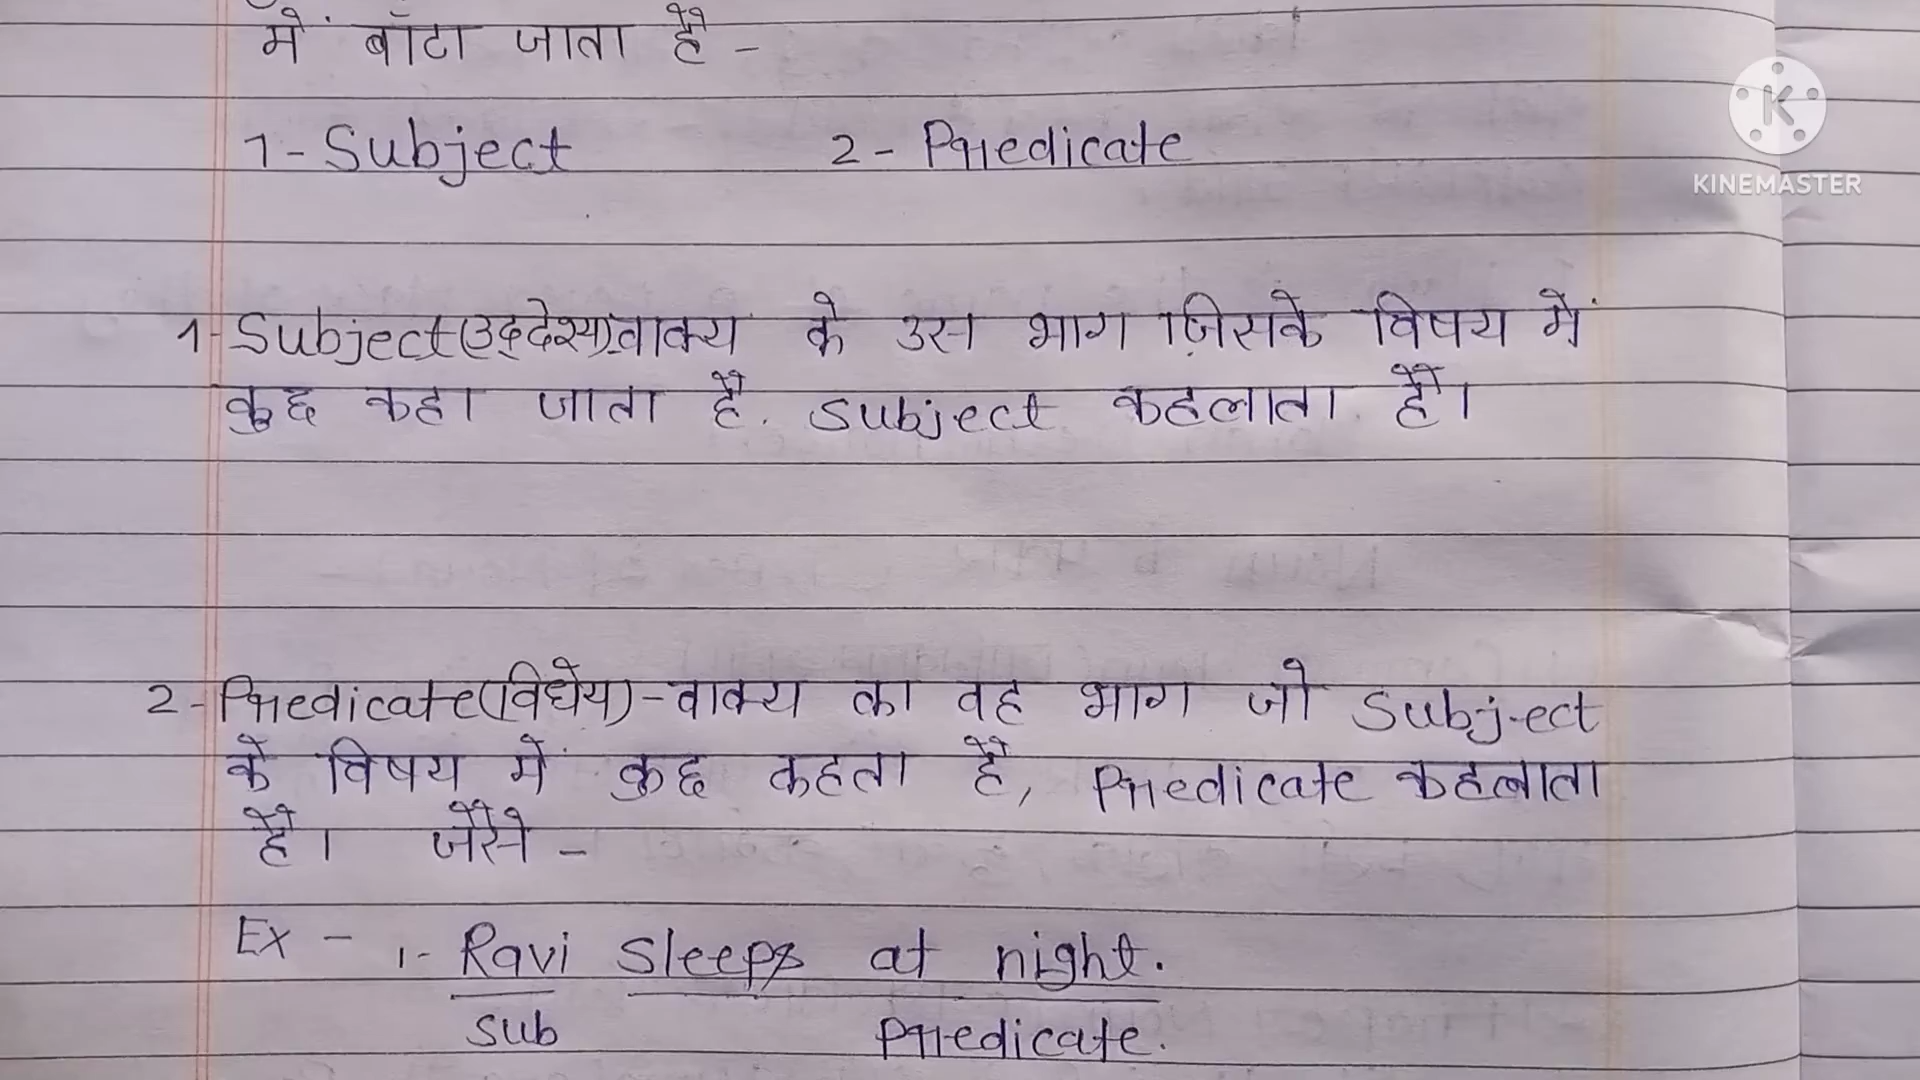 में बाँटा जाता है -
1 - Subject 2 - Predicate
KINEMASTER
1- Subject (उद्देश्य) वाक्य के उस भाग जिसके विषय में
कुछ कहा जाता है. subject कहलाता हैं।
2- Predicate (विधेय) - वाक्य का वह भाग जो Subject
के विषय में कुछ कहता है, Predicate कहलाता
है। जैसे -
Ex - 1- Ravi sleeps at night.
sub Predicate.